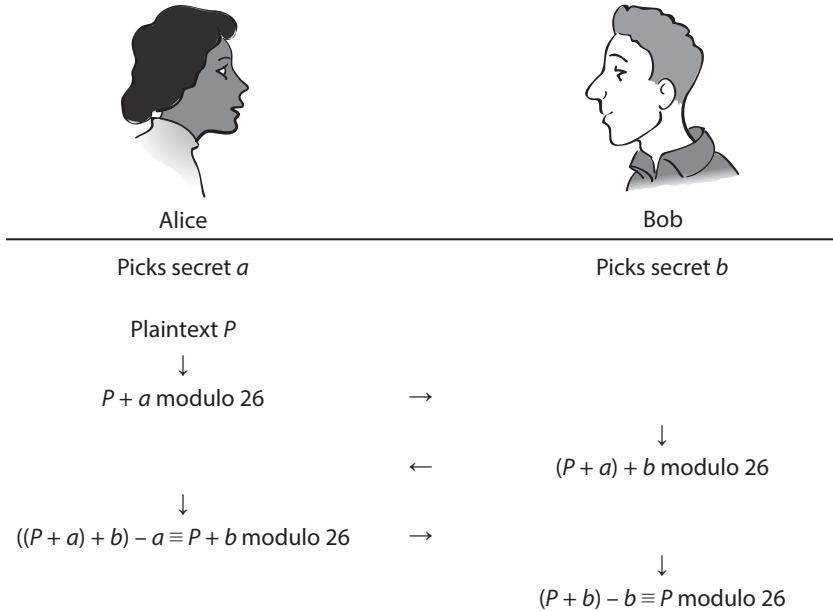 Alice Bob
Picks secret a Picks secret b
Plaintext P
↓
P + a modulo 26 →
↓
← (P + a) + b modulo 26
↓
((P + a) + b) − a ≡ P + b modulo 26 →
↓
(P + b) − b ≡ P modulo 26